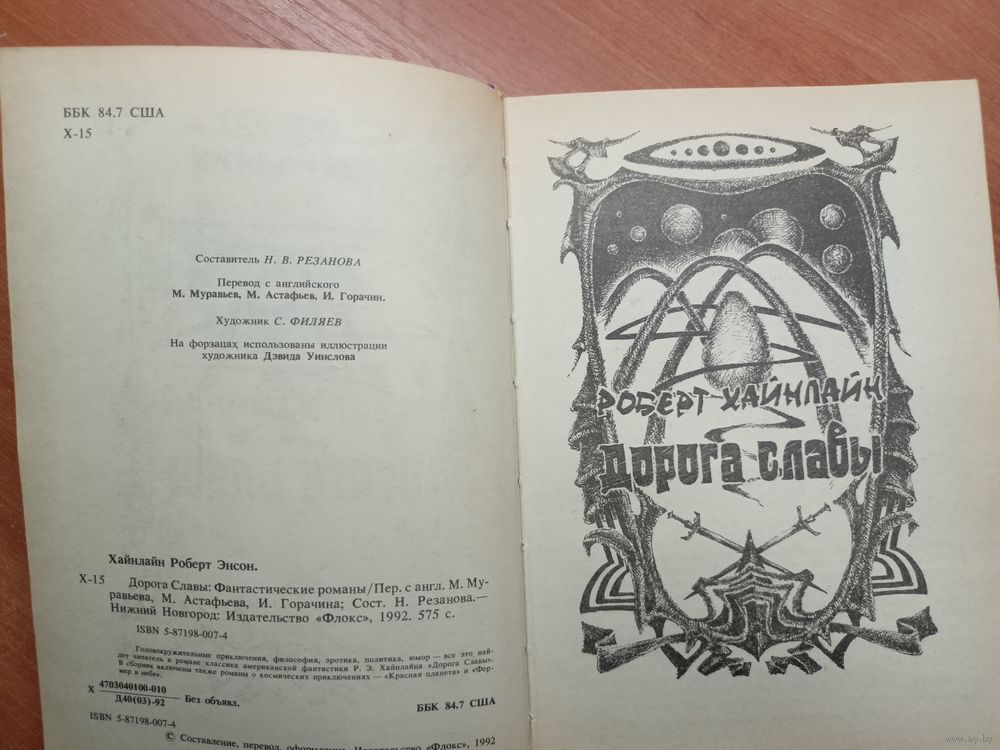 ББК 84.7 США
Х-15
Составитель Н. В. РЕЗАНОВА
Перевод с английского
М. Муравьев, М. Астафьев, И. Горачин.
Художник С. ФИЛЯЕВ
На форзацах использованы иллюстрации
художника Дэвида Уинслова
Хайнлайн Роберт Энсон.
Х-15 Дорога Славы: Фантастические романы/Пер. с англ. М. Му-
равьева, М. Астафьева, И. Горачина; Сост. Н. Резанова.—
Нижний Новгород: Издательство «Флокс», 1992. 575 с.
ISBN 5-87198-007-4
Головокружительные приключения, философия, эротика, политика, юмор — все это най-
дет читатель в романе классика американской фантастики Р. Э. Хайнлайна «Дорога Славы».
В сборник включены также романы о космических приключениях — «Красная планета» и «Фер-
мер в небе».
Х 4703040100-010
Д40(03)-92
Без объявл.
ББК 84.7 США
ISBN 5-87198-007-4
© Составление, перевод, оформление. Издательство «Флокс», 1992
РОБЕРТ ХАЙНЛАЙН
Дорога славы
www.ay.by